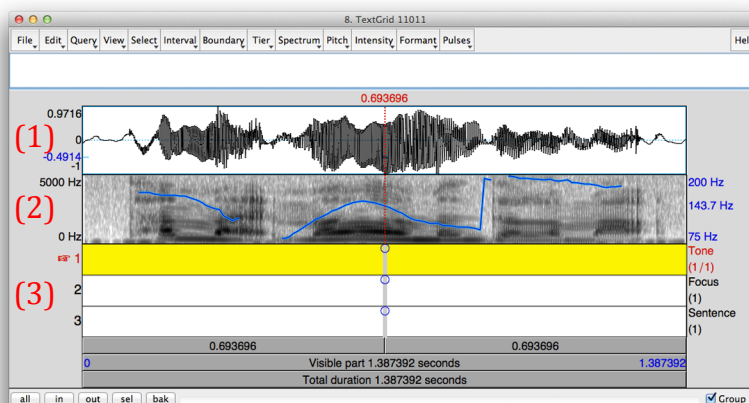 8. TextGrid 11011
File Edit Query View Select Interval Boundary Tier Spectrum Pitch Intensity Formant Pulses Hel
0.693696
0.9716
(1)
0
-0.4914
-1
5000 Hz
200 Hz
(2)
143.7 Hz
0 Hz
75 Hz
1
Tone
(1/1)
(3)
2
Focus
(1)
3
Sentence
(1)
0.693696 0.693696
0 Visible part 1.387392 seconds 1.387392
Total duration 1.387392 seconds
all in out sel bak Group